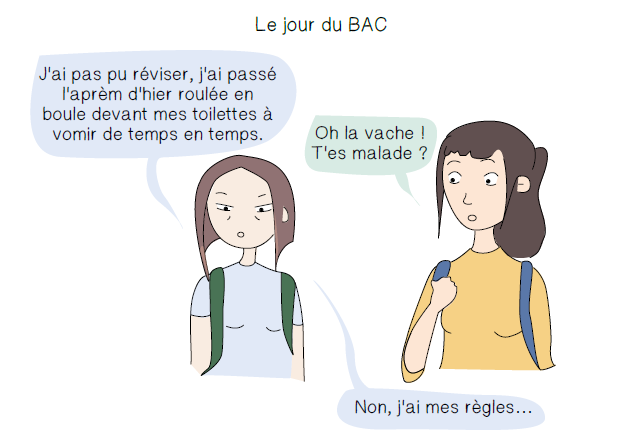 Le jour du BAC
J'ai pas pu réviser, j'ai passé
l'aprèm d'hier roulée en
boule devant mes toilettes à
vomir de temps en temps.
Oh la vache !
T'es malade ?
Non, j'ai mes règles...